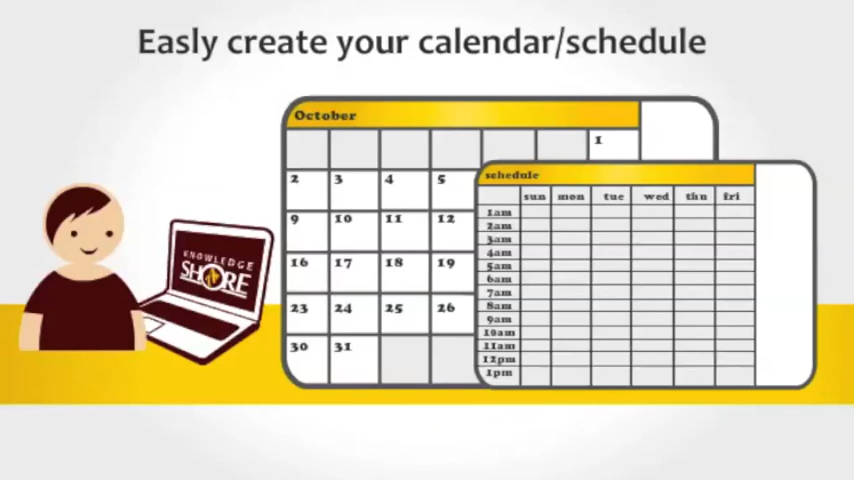 Easly create your calendar/schedule
October
1
2 3 4 5
9 10 11 12
16 17 18 19
23 24 25 26
30 31
KNOWLEDGE
SHORE
schedule
sun mon tue wed thu fri
1am
2am
3am
4am
5am
6am
7am
8am
9am
10am
11am
12pm
1pm